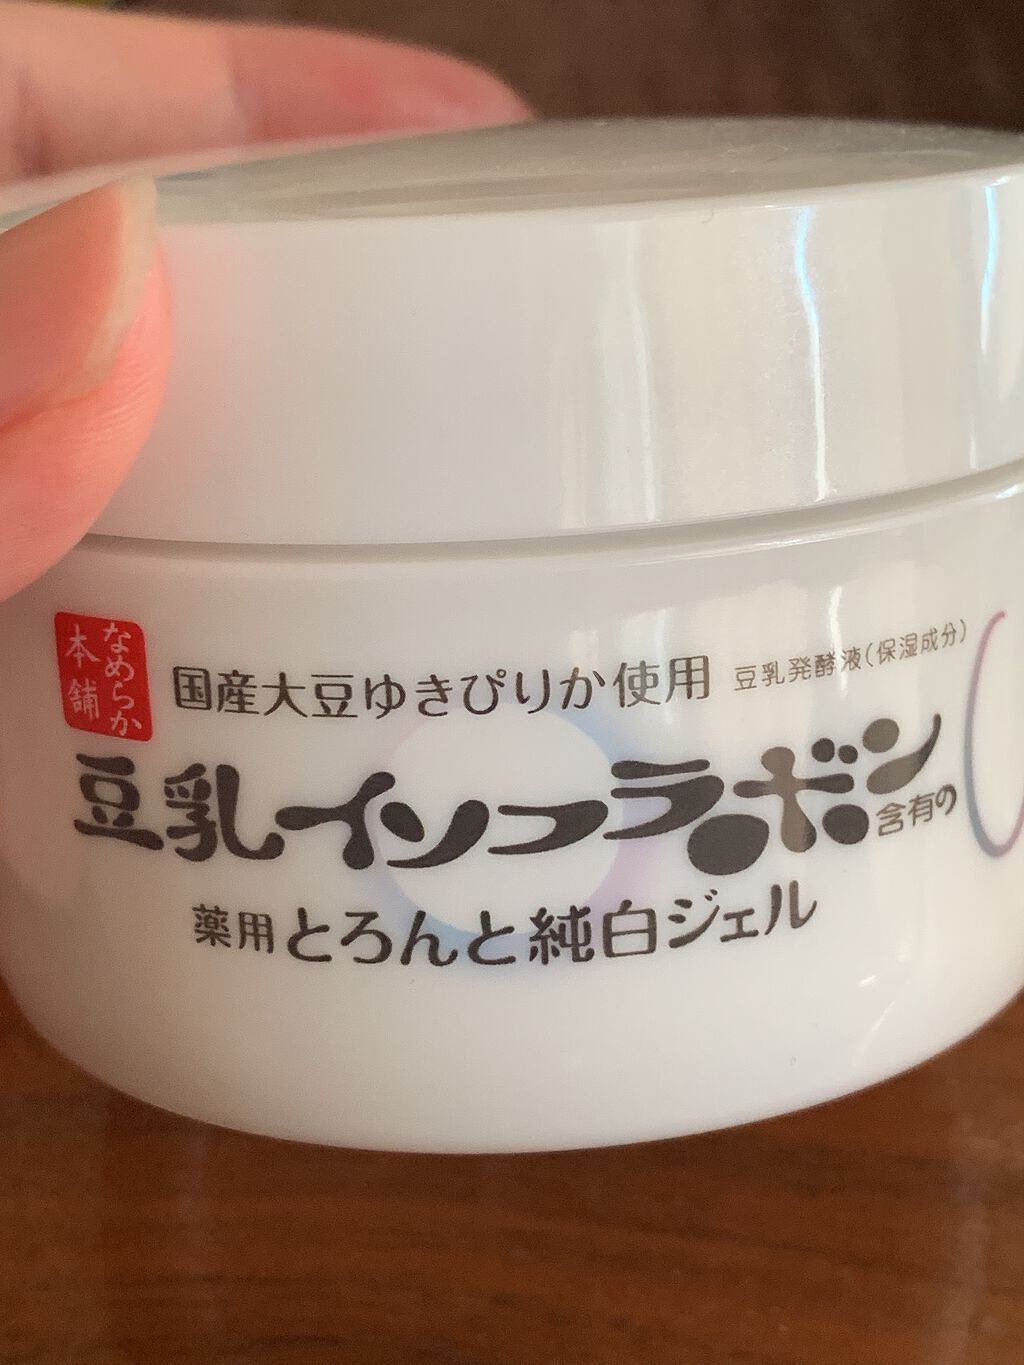 なめらか
本舗
国産大豆ゆきぴりか使用 豆乳発酵液(保湿成分)
豆乳イソフラボン含有の
薬用とろんと純白ジェル